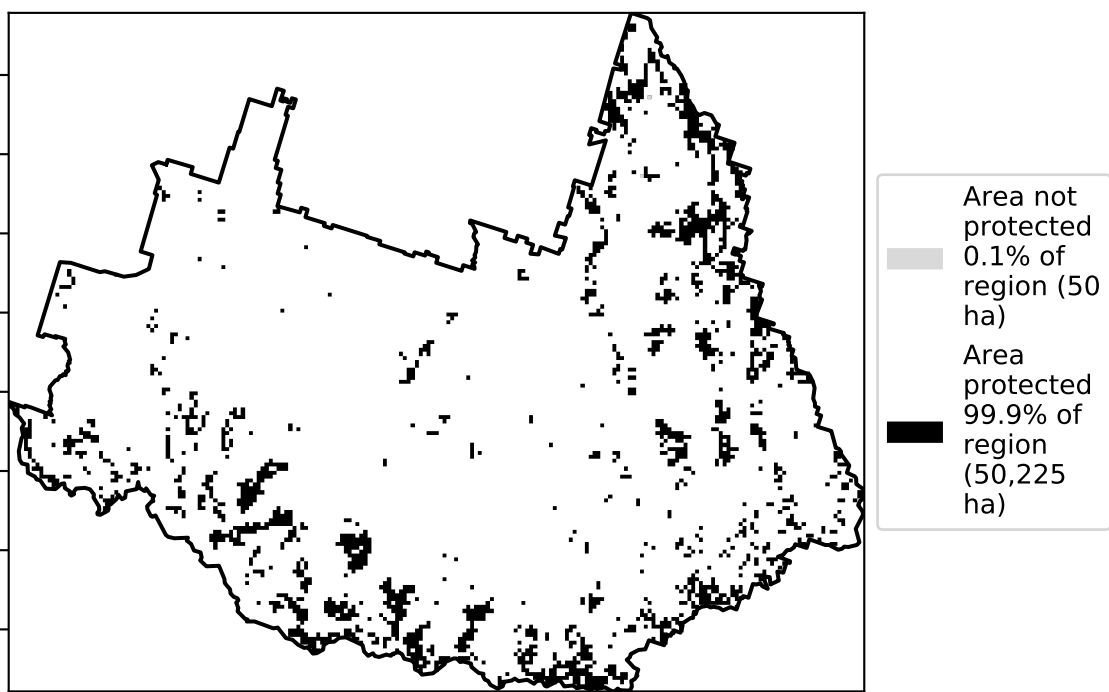 Area not
protected
0.1% of
region (50
ha)
Area
protected
99.9% of
region
(50,225
ha)